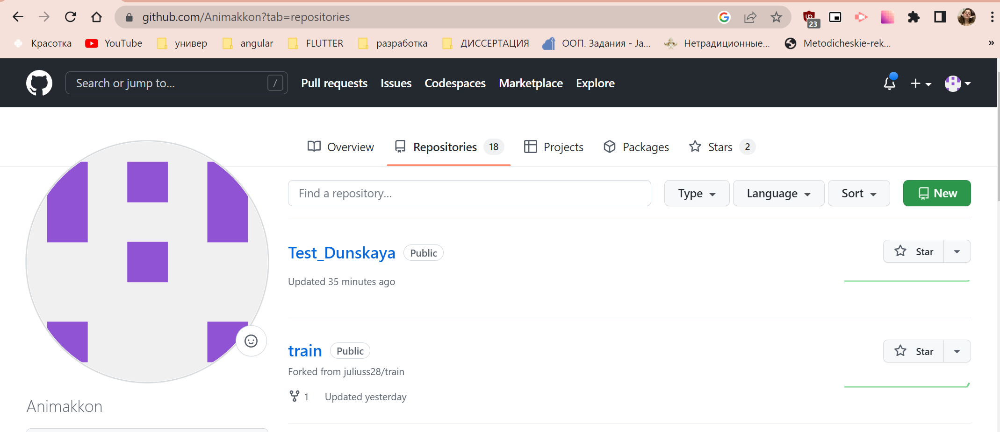 github.com/Animakkon?tab=repositories
23
Красотка YouTube универ angular FLUTTER разработка ДИССЕРТАЦИЯ ООП. Задания - Ja... Нетрадиционные... Metodicheskie-rek... »
Search or jump to... / Pull requests Issues Codespaces Marketplace Explore
Overview Repositories 18 Projects Packages Stars 2
Find a repository... Type Language Sort New
Test_Dunskaya Public Star
Updated 35 minutes ago
train Public Star
Forked from juliuss28/train
1 Updated yesterday
Animakkon